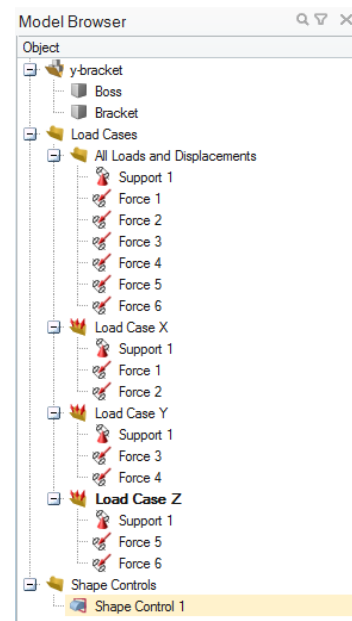 Model Browser
Object
y-bracket
Boss
Bracket
Load Cases
All Loads and Displacements
Support 1
Force 1
Force 2
Force 3
Force 4
Force 5
Force 6
Load Case X
Support 1
Force 1
Force 2
Load Case Y
Support 1
Force 3
Force 4
Load Case Z
Support 1
Force 5
Force 6
Shape Controls
Shape Control 1